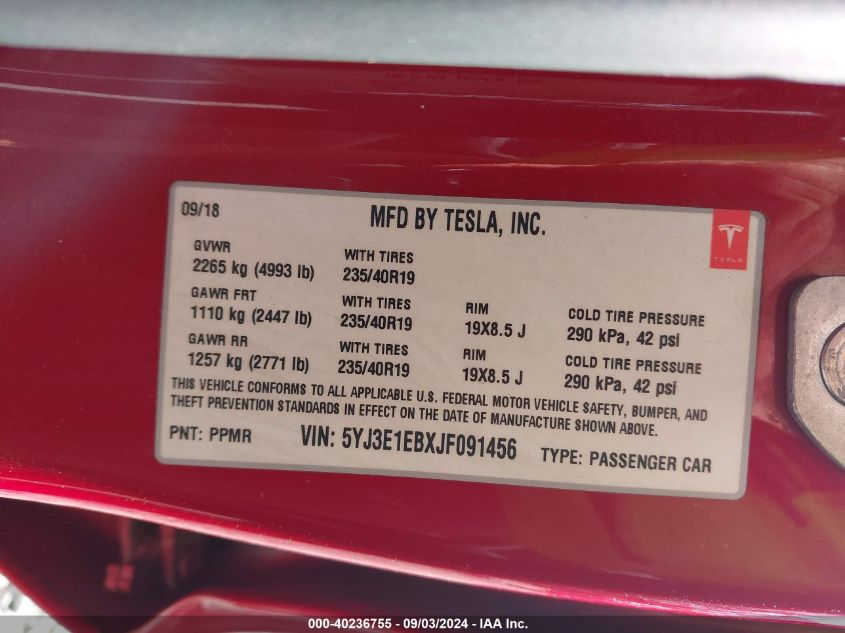 09/18
MFD BY TESLA, INC.
TESLA
GVWR
2265 kg (4993 lb)
WITH TIRES
235/40R19
GAWR FRT
1110 kg (2447 lb)
WITH TIRES
235/40R19
RIM
19X8.5 J
COLD TIRE PRESSURE
290 kPa, 42 psi
GAWR RR
1257 kg (2771 lb)
WITH TIRES
235/40R19
RIM
19X8.5 J
COLD TIRE PRESSURE
290 kPa, 42 psi
THIS VEHICLE CONFORMS TO ALL APPLICABLE U.S. FEDERAL MOTOR VEHICLE SAFETY, BUMPER, AND
THEFT PREVENTION STANDARDS IN EFFECT ON THE DATE OF MANUFACTURE SHOWN ABOVE.
PNT: PPMR
VIN: 5YJ3E1EBXJF091456
TYPE: PASSENGER CAR
000-40236755 - 09/03/2024 - IAA Inc.